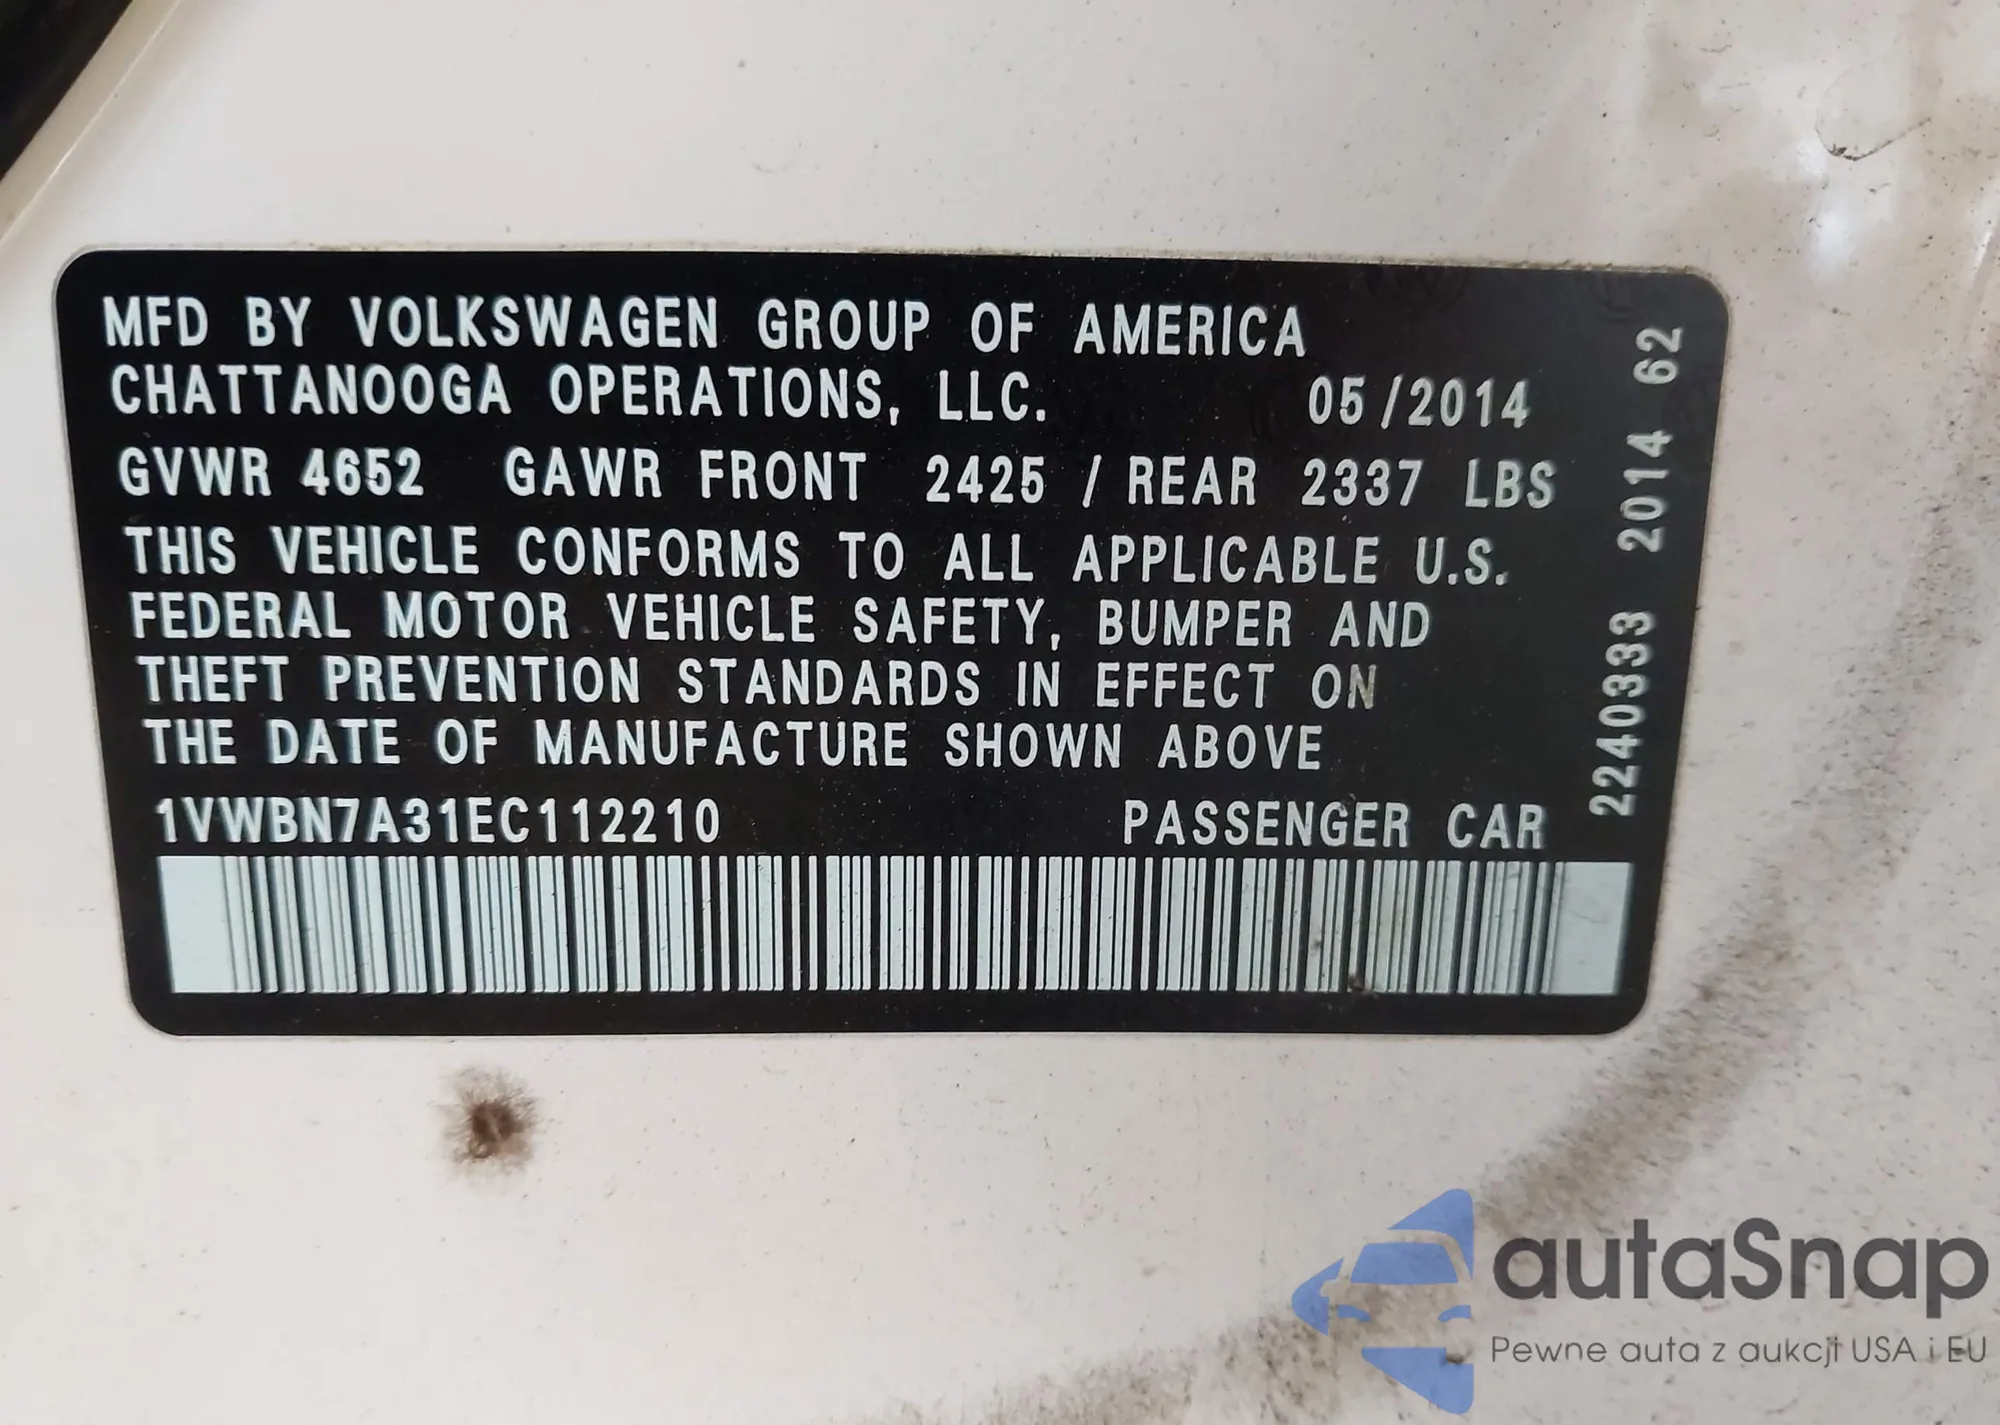 MFD BY VOLKSWAGEN GROUP OF AMERICA
CHATTANOOGA OPERATIONS, LLC. 05/2014
GVWR 4652 GAWR FRONT 2425 / REAR 2337 LBS
THIS VEHICLE CONFORMS TO ALL APPLICABLE U.S.
FEDERAL MOTOR VEHICLE SAFETY, BUMPER AND
THEFT PREVENTION STANDARDS IN EFFECT ON
THE DATE OF MANUFACTURE SHOWN ABOVE
1VWBN7A31EC112210 PASSENGER CAR
2240333 2014 62
autaSnap
Pewne auta z aukcji USA i EU